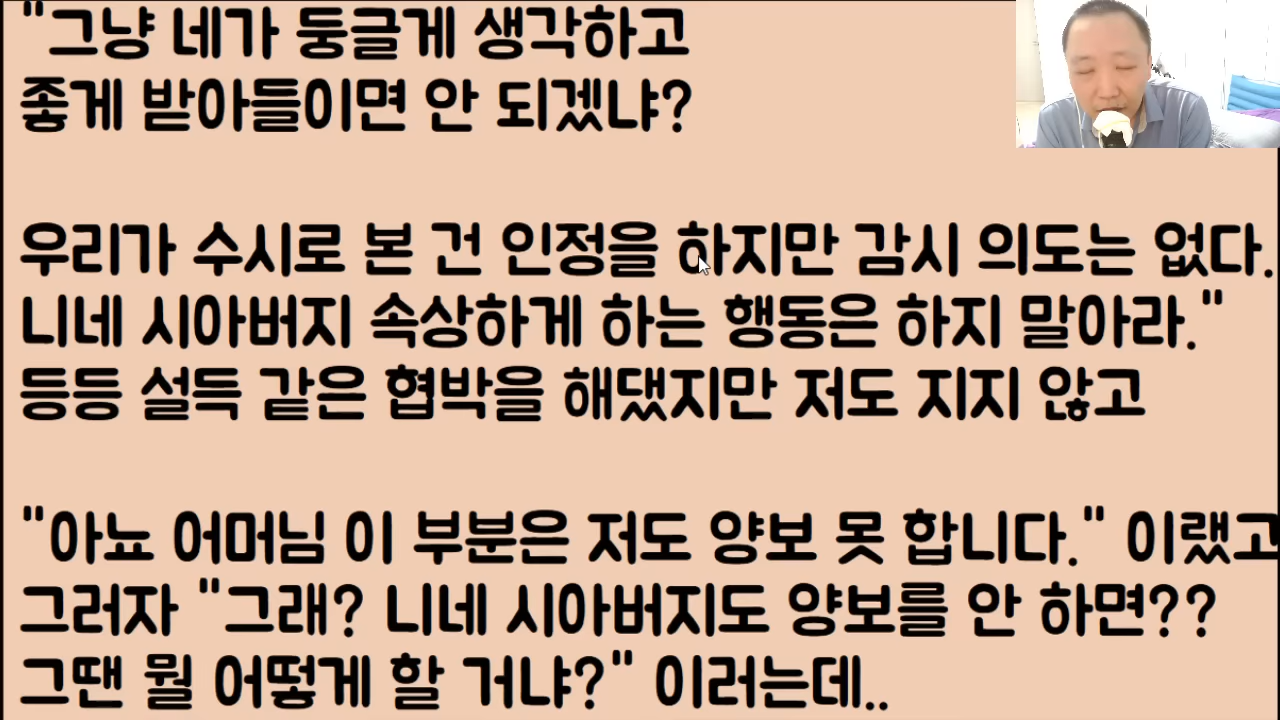 "그냥 네가 둥글게 생각하고
좋게 받아들이면 안 되겠냐?
우리가 수시로 본 건 인정을 하지만 감시 의도는 없다.
니네 시아버지 속상하게 하는 행동은 하지 말아라."
등등 설득 같은 협박을 해댔지만 저도 지지 않고
"아뇨 어머님 이 부분은 저도 양보 못 합니다." 이랬고
그러자 "그래? 니네 시아버지도 양보를 안 하면??
그땐 뭘 어떻게 할 거냐?" 이러는데..